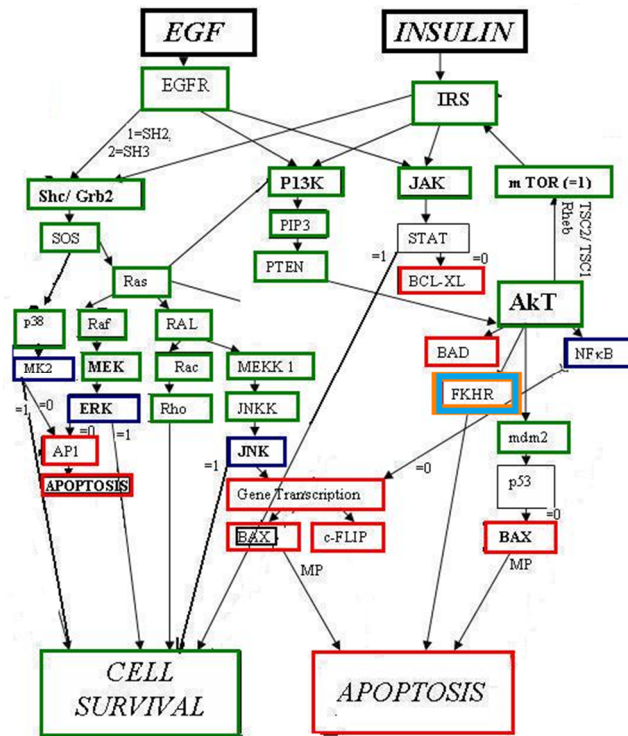 EGF
INSULIN
EGFR
IRS
1=SH2,
2=SH3
Shc/ Grb2
P13K
JAK
m TOR (=1)
SOS
PIP3
STAT
TSC2/ TSC1
Rheb
=1
=0
PTEN
BCL-XL
Ras
AkT
p38
Raf
RAL
BAD
NFκB
MK2
MEK
Rac
MEKK 1
FKHR
=1
=0
ERK
Rho
JNKK
=0
=1
mdm2
AP1
JNK
=1
=0
p53
APOPTOSIS
Gene Transcription
=0
BAX
c-FLIP
BAX
MP
MP
CELL
SURVIVAL
APOPTOSIS